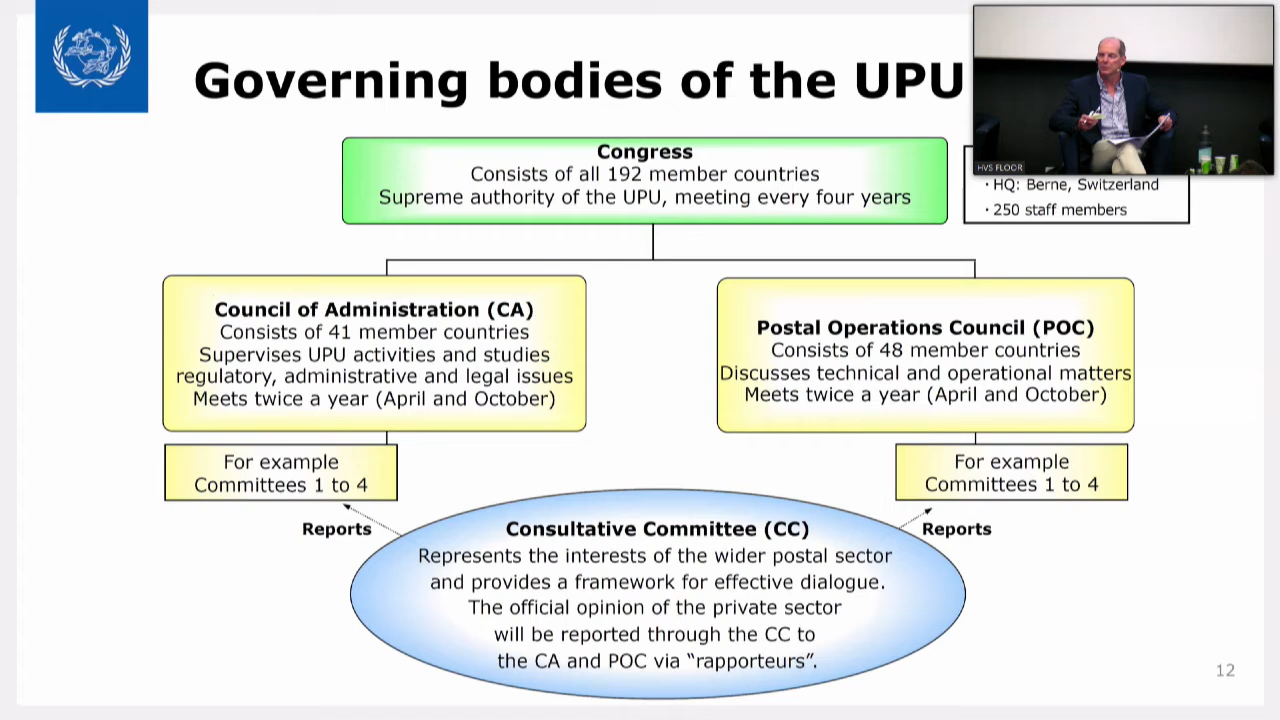 Governing bodies of the UPU
HVS FLOOR
Congress
Consists of all 192 member countries
Supreme authority of the UPU, meeting every four years
· HQ: Berne, Switzerland
· 250 staff members
Council of Administration (CA)
Consists of 41 member countries
Supervises UPU activities and studies
regulatory, administrative and legal issues
Meets twice a year (April and October)
Postal Operations Council (POC)
Consists of 48 member countries
Discusses technical and operational matters
Meets twice a year (April and October)
For example
Committees 1 to 4
For example
Committees 1 to 4
Reports
Reports
Consultative Committee (CC)
Represents the interests of the wider postal sector
and provides a framework for effective dialogue.
The official opinion of the private sector
will be reported through the CC to
the CA and POC via “rapporteurs”.
12